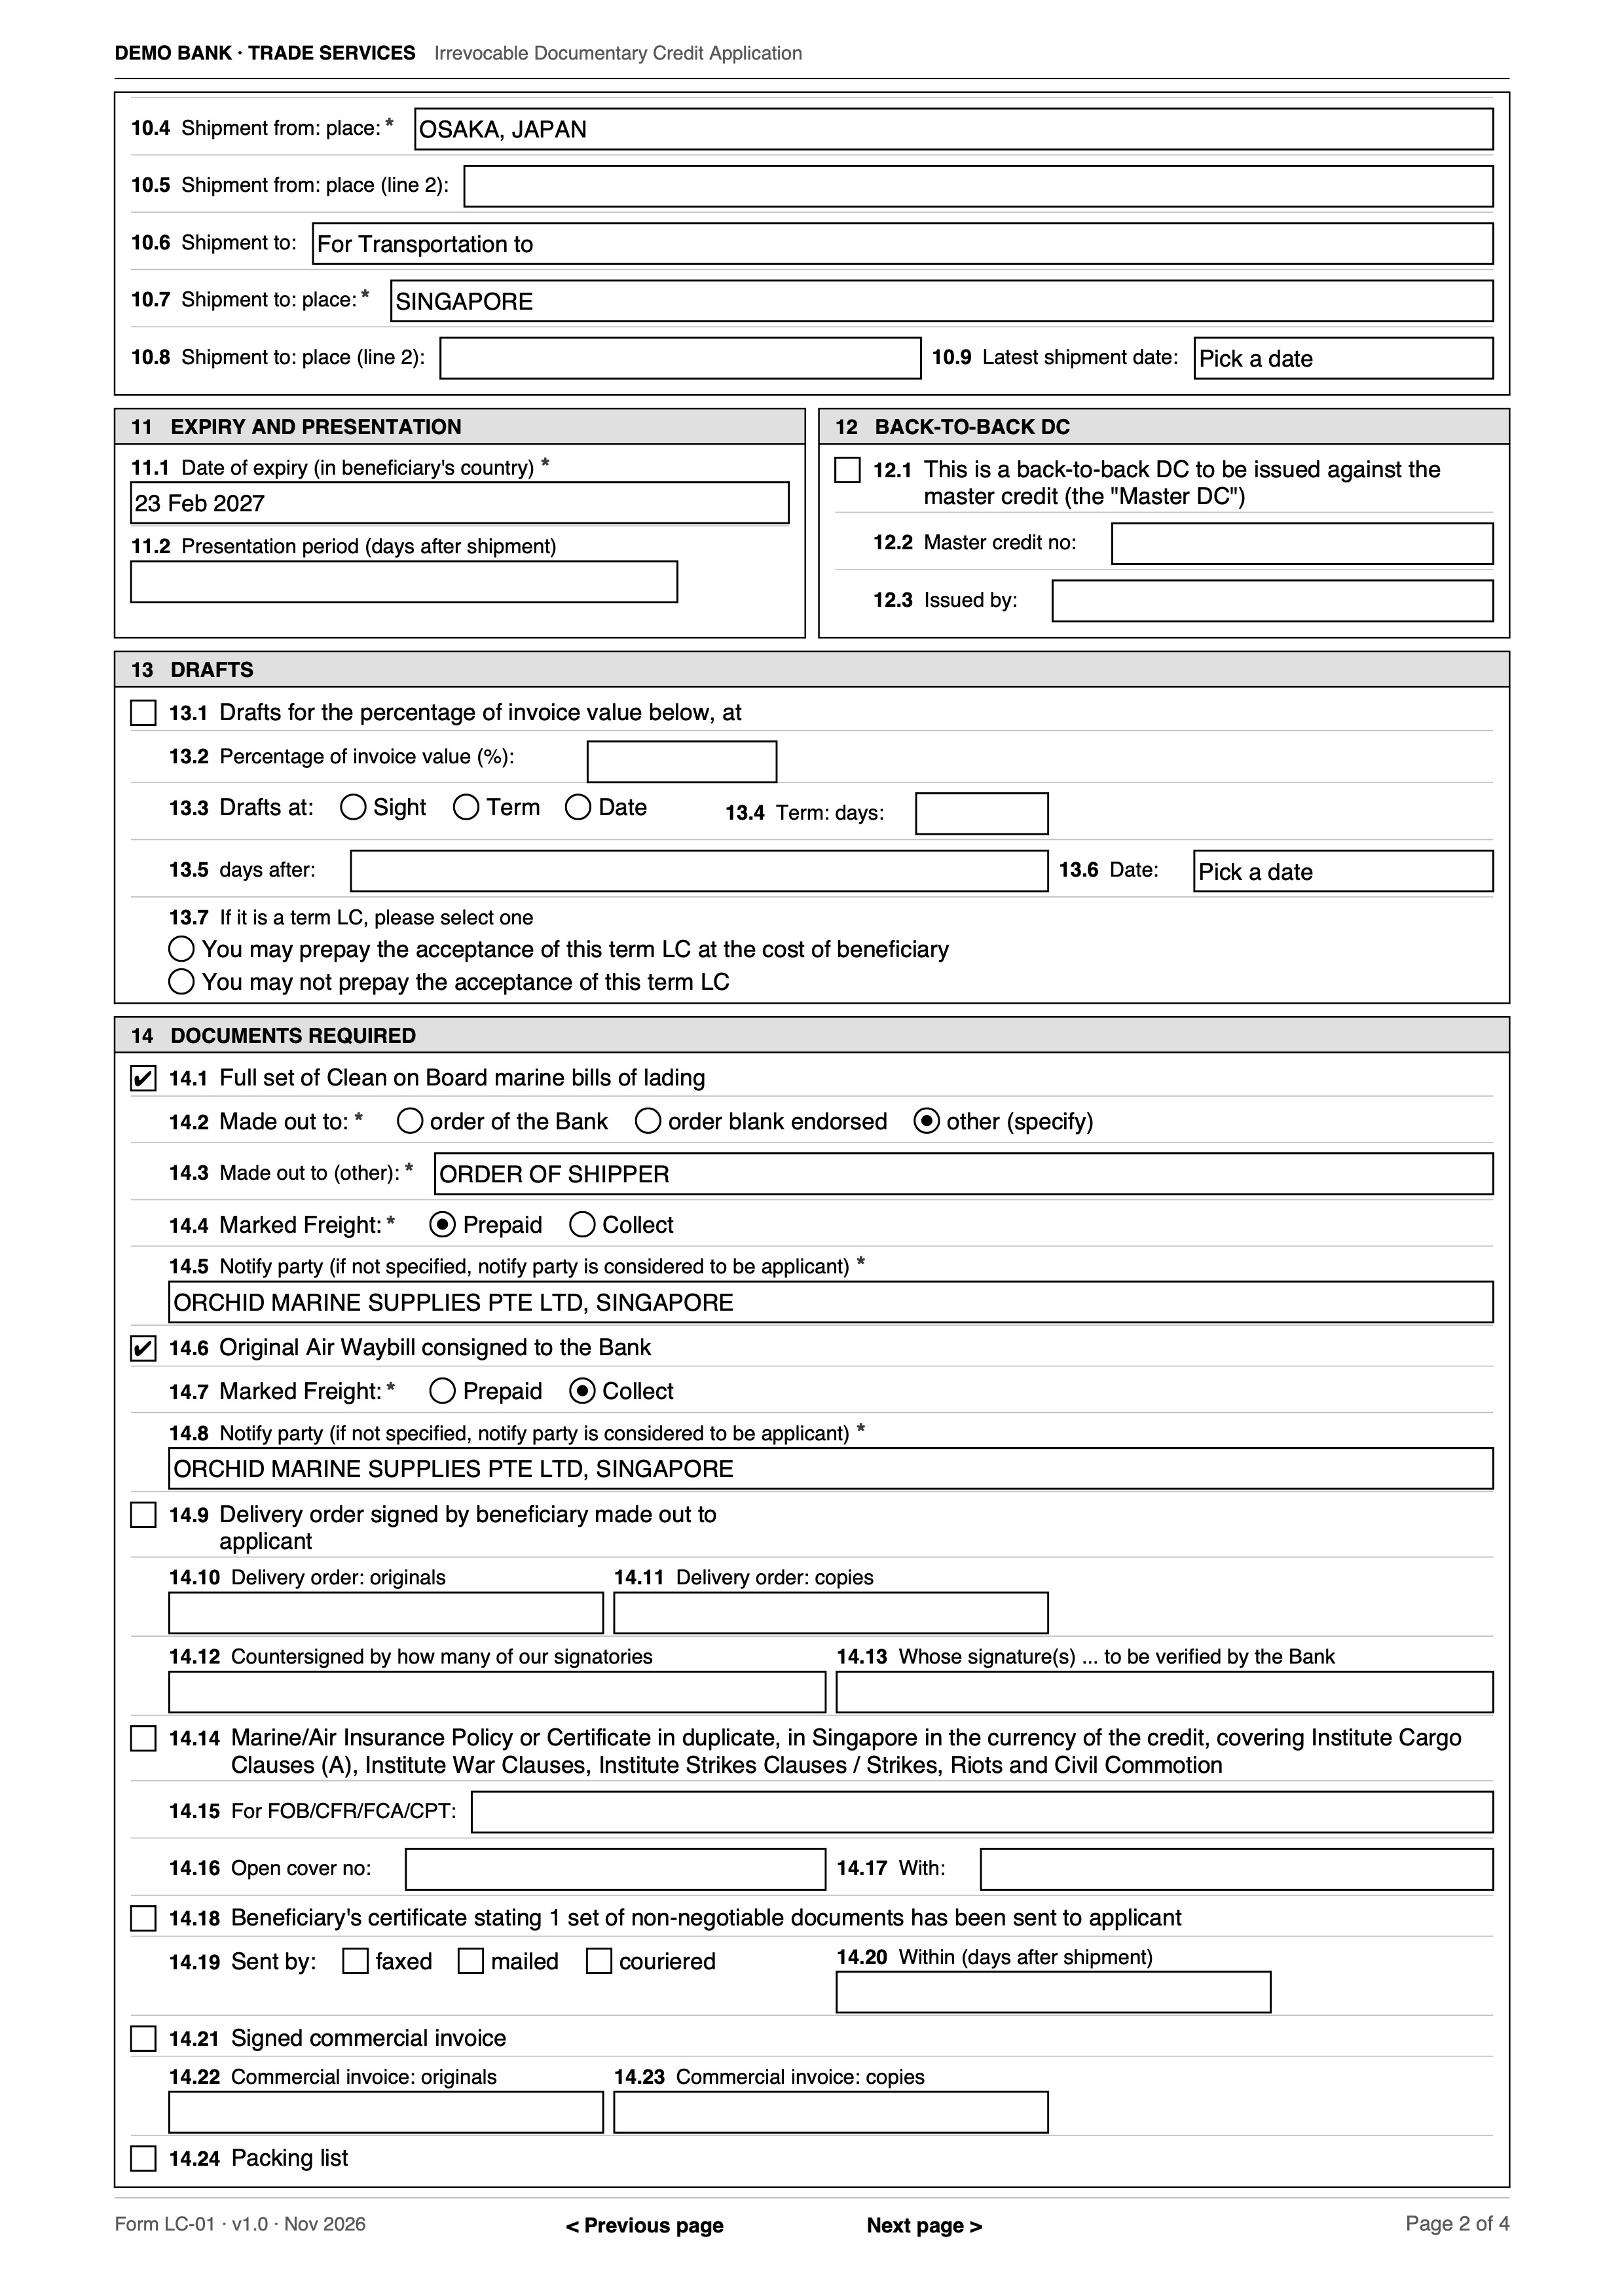 DEMO BANK · TRADE SERVICES Irrevocable Documentary Credit Application
10.4 Shipment from: place: * OSAKA, JAPAN
10.5 Shipment from: place (line 2):
10.6 Shipment to: For Transportation to
10.7 Shipment to: place: * SINGAPORE
10.8 Shipment to: place (line 2): 10.9 Latest shipment date: Pick a date
11 EXPIRY AND PRESENTATION
11.1 Date of expiry (in beneficiary's country) *
23 Feb 2027
11.2 Presentation period (days after shipment)
12 BACK-TO-BACK DC
12.1 This is a back-to-back DC to be issued against the
master credit (the "Master DC")
12.2 Master credit no:
12.3 Issued by:
13 DRAFTS
13.1 Drafts for the percentage of invoice value below, at
13.2 Percentage of invoice value (%):
13.3 Drafts at: Sight Term Date 13.4 Term: days:
13.5 days after: 13.6 Date: Pick a date
13.7 If it is a term LC, please select one
You may prepay the acceptance of this term LC at the cost of beneficiary
You may not prepay the acceptance of this term LC
14 DOCUMENTS REQUIRED
✔ 14.1 Full set of Clean on Board marine bills of lading
14.2 Made out to: * order of the Bank order blank endorsed other (specify)
14.3 Made out to (other): * ORDER OF SHIPPER
14.4 Marked Freight: * Prepaid Collect
14.5 Notify party (if not specified, notify party is considered to be applicant) *
ORCHID MARINE SUPPLIES PTE LTD, SINGAPORE
✔ 14.6 Original Air Waybill consigned to the Bank
14.7 Marked Freight: * Prepaid Collect
14.8 Notify party (if not specified, notify party is considered to be applicant) *
ORCHID MARINE SUPPLIES PTE LTD, SINGAPORE
14.9 Delivery order signed by beneficiary made out to
applicant
14.10 Delivery order: originals 14.11 Delivery order: copies
14.12 Countersigned by how many of our signatories 14.13 Whose signature(s) ... to be verified by the Bank
14.14 Marine/Air Insurance Policy or Certificate in duplicate, in Singapore in the currency of the credit, covering Institute Cargo
Clauses (A), Institute War Clauses, Institute Strikes Clauses / Strikes, Riots and Civil Commotion
14.15 For FOB/CFR/FCA/CPT:
14.16 Open cover no: 14.17 With:
14.18 Beneficiary's certificate stating 1 set of non-negotiable documents has been sent to applicant
14.19 Sent by: faxed mailed couriered 14.20 Within (days after shipment)
14.21 Signed commercial invoice
14.22 Commercial invoice: originals 14.23 Commercial invoice: copies
14.24 Packing list
Form LC-01 · v1.0 · Nov 2026 < Previous page Next page > Page 2 of 4